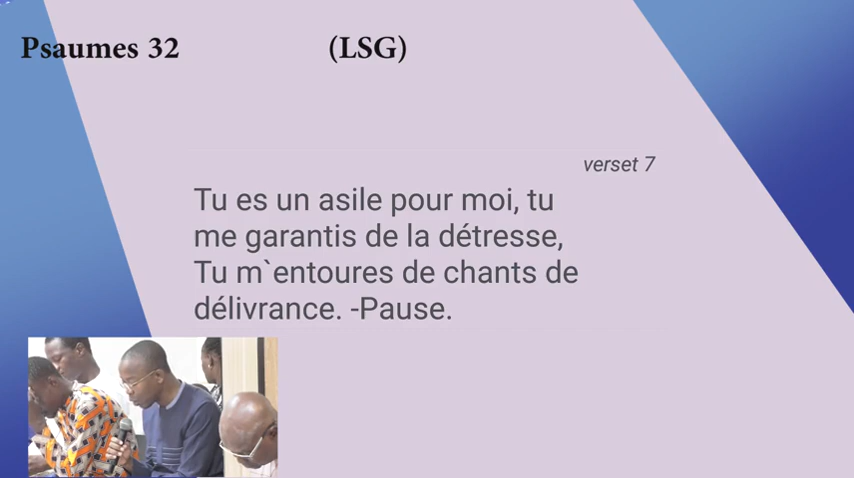 Psaumes 32 (LSG)
verset 7
Tu es un asile pour moi, tu
me garantis de la détresse,
Tu m`entoures de chants de
délivrance. -Pause.